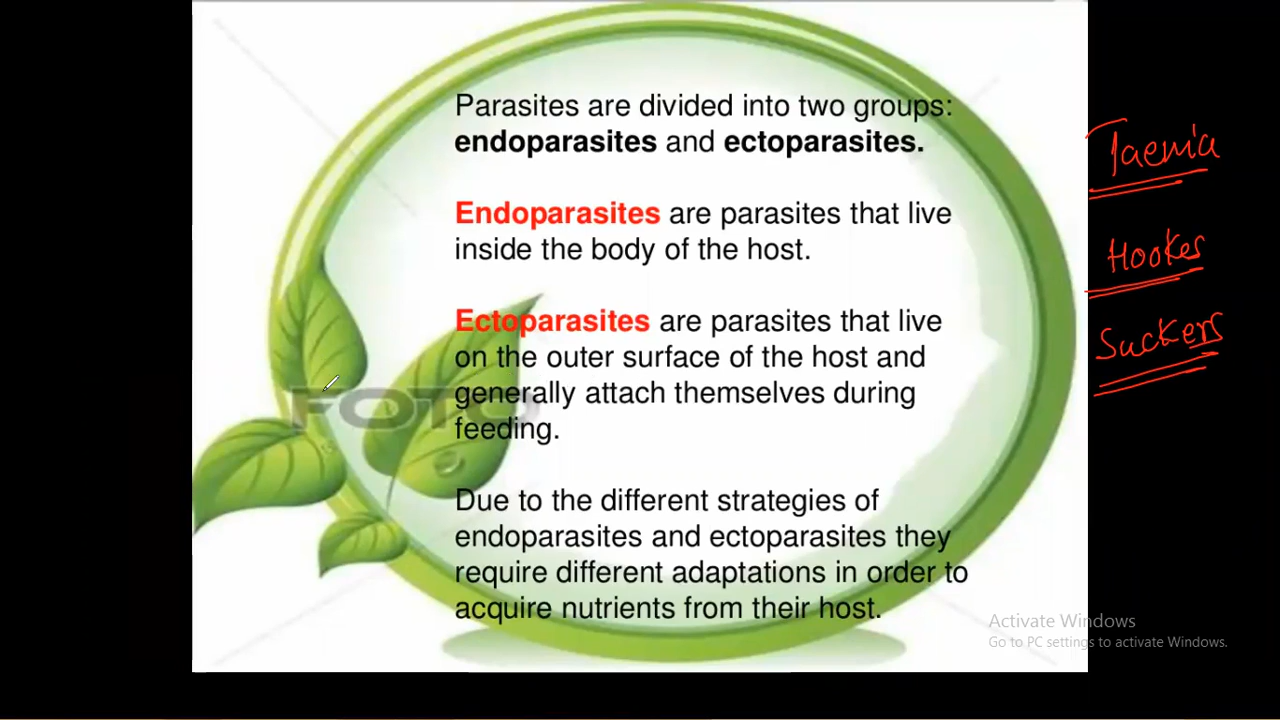 Parasites are divided into two groups:
endoparasites and ectoparasites.
Endoparasites are parasites that live
inside the body of the host.
Ectoparasites are parasites that live
on the outer surface of the host and
generally attach themselves during
feeding.
Due to the different strategies of
endoparasites and ectoparasites they
require different adaptations in order to
acquire nutrients from their host.
Taenia
Hookes
Suckers
FOTO
Activate Windows
Go to PC settings to activate Windows.